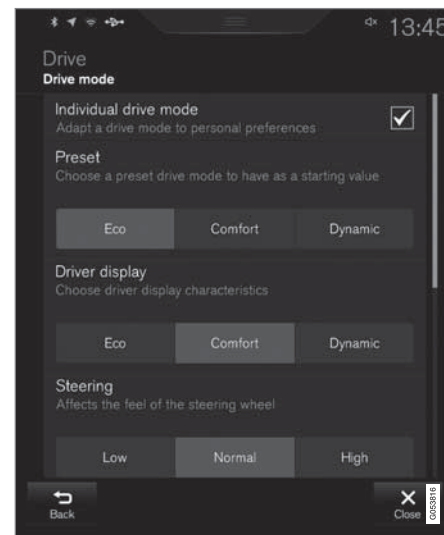 13:45
Drive
Drive mode
Individual drive mode
Adapt a drive mode to personal preferences
Preset
Choose a preset drive mode to have as a starting value
Eco Comfort Dynamic
Driver display
Choose driver display characteristics
Eco Comfort Dynamic
Steering
Affects the feel of the steering wheel
Low Normal High
Back Close
G053816